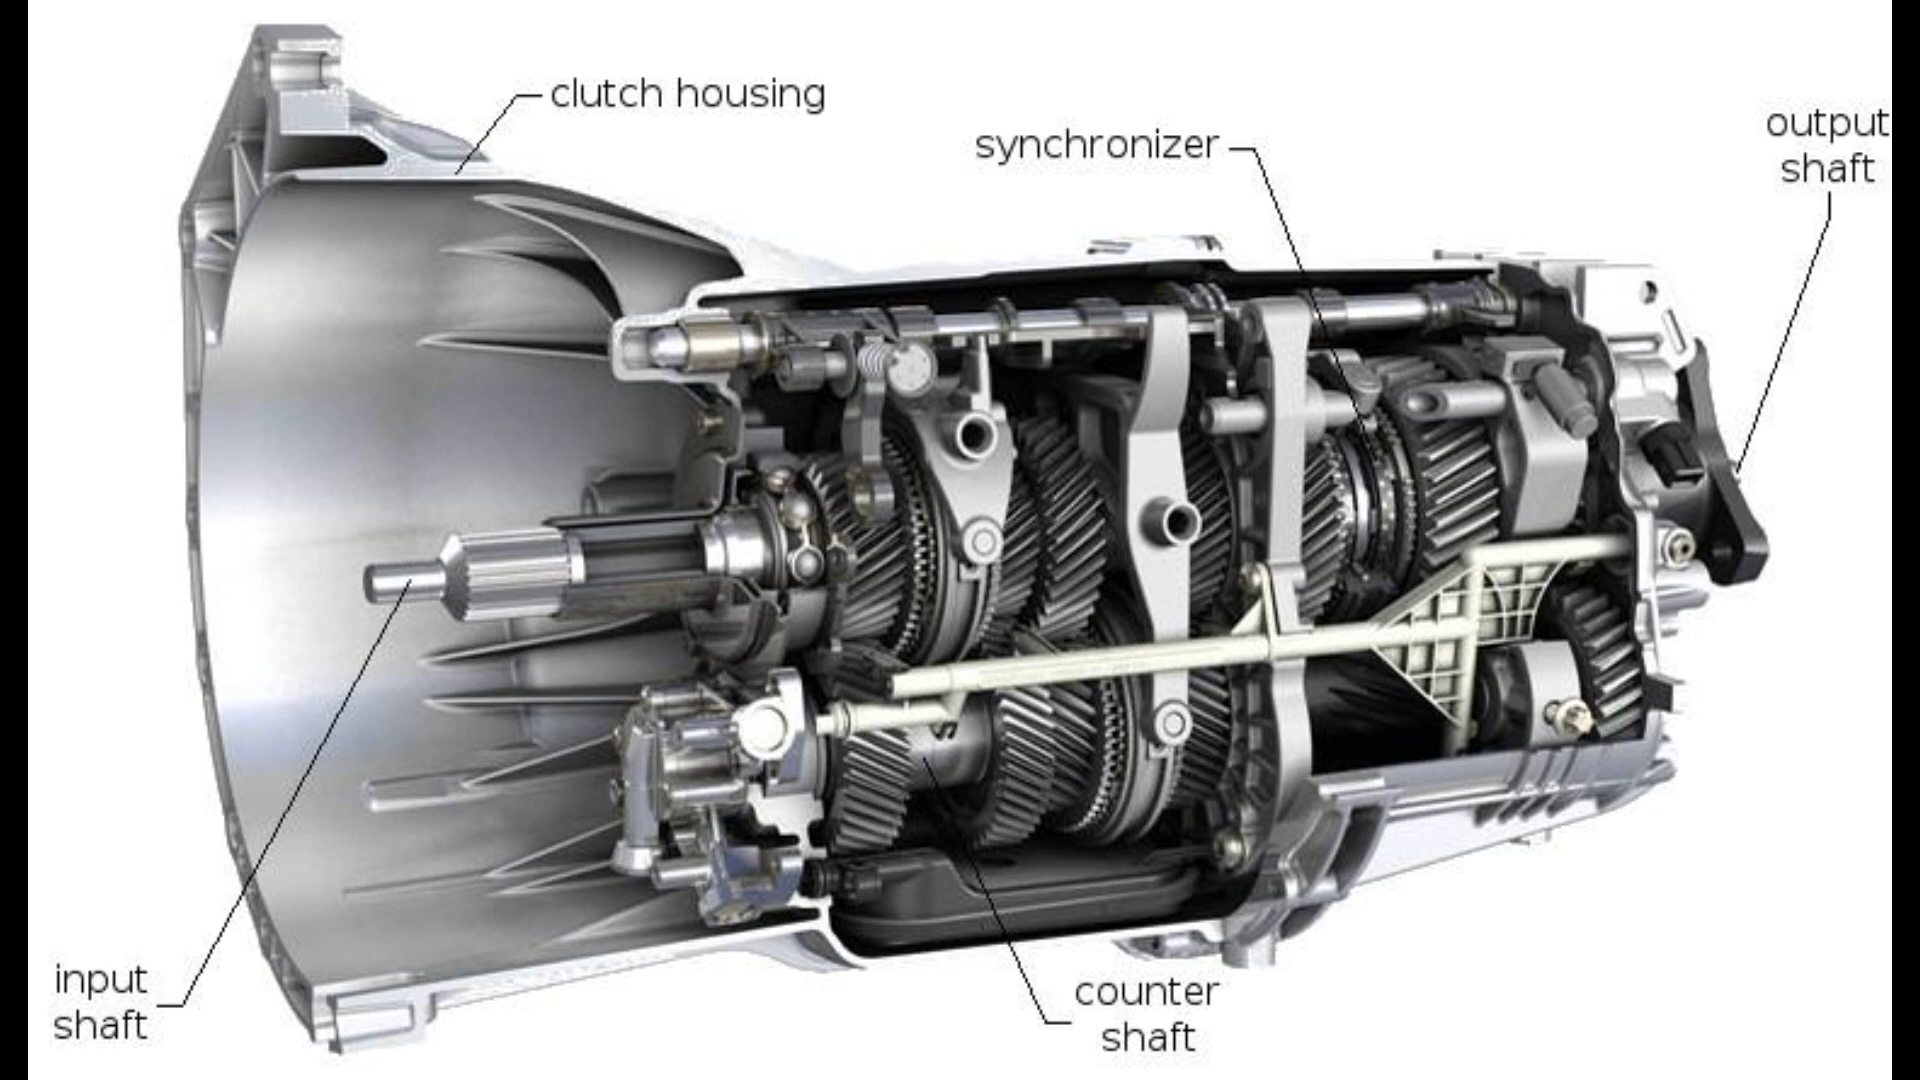 clutch housing
synchronizer
output
shaft
input
shaft
counter
shaft